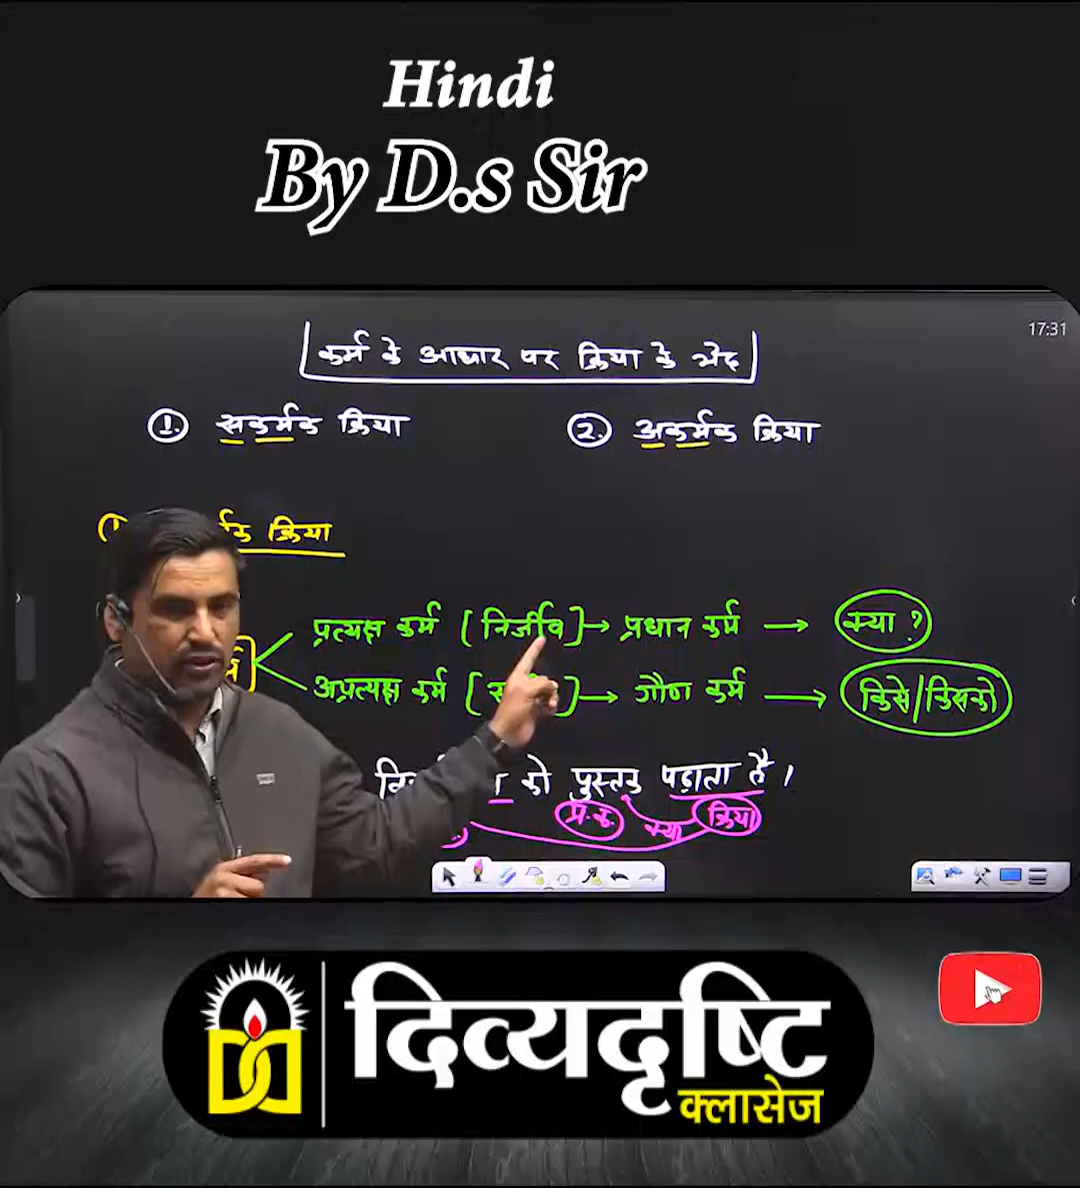 Hindi
By D.s Sir
17:31
कर्म के आधार पर क्रिया के भेद
1. सकर्मक क्रिया
2. अकर्मक क्रिया
क्रिया
प्रत्यक्ष कर्म [निर्जीव] → प्रधान कर्म → क्या ?
अप्रत्यक्ष कर्म [ ] → गौण कर्म → किसे/किसको
को पुस्तक पढ़ाता है।
प्र.क. क्या क्रिया
दिव्यदृष्टि
क्लासेज